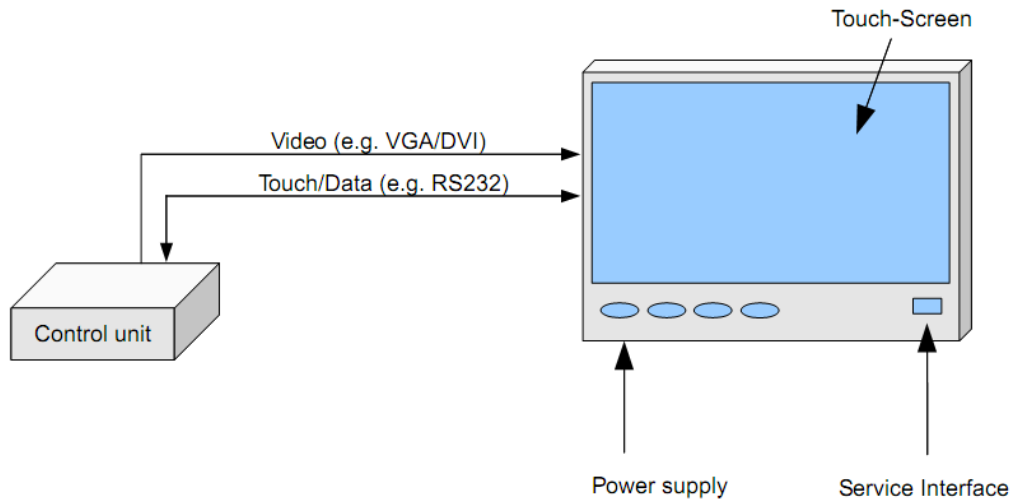 Touch-Screen
Video (e.g. VGA/DVI)
Touch/Data (e.g. RS232)
Control unit
Power supply
Service Interface